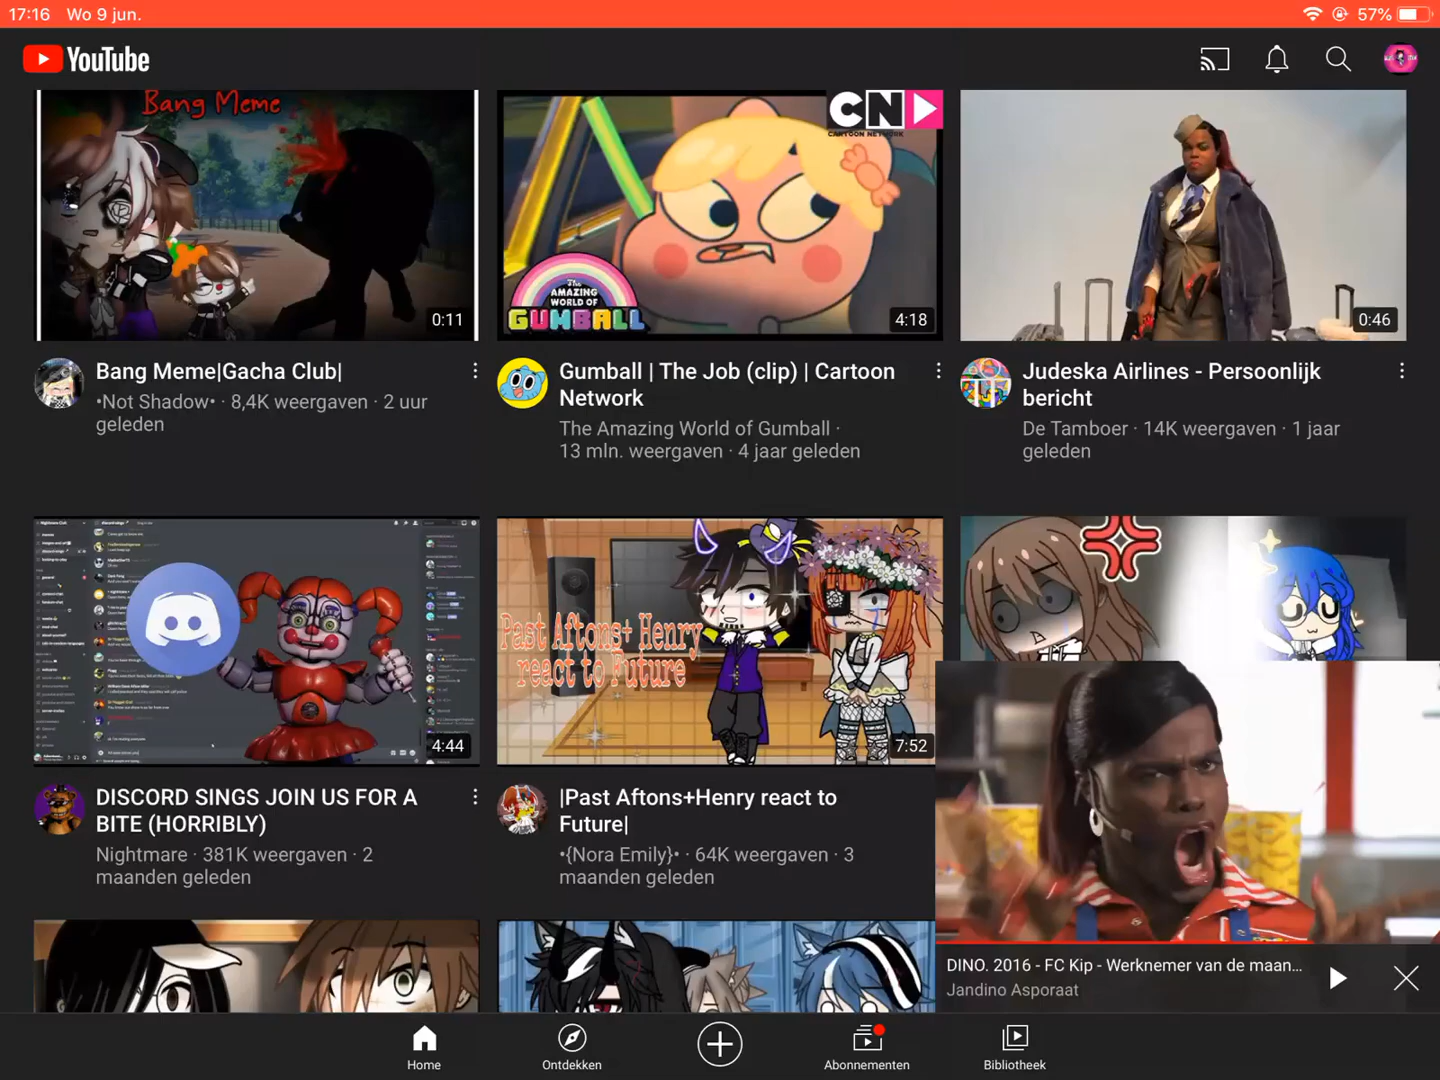 17:16 Wo 9 jun.
57%
YouTube
Bang Meme
0:11
CN
CARTOON NETWORK
The
AMAZING
WORLD OF
GUMBALL
4:18
0:46
Bang Meme|Gacha Club|
•Not Shadow• · 8,4K weergaven · 2 uur
geleden
Gumball | The Job (clip) | Cartoon
Network
The Amazing World of Gumball ·
13 mln. weergaven · 4 jaar geleden
Judeska Airlines - Persoonlijk
bericht
De Tamboer · 14K weergaven · 1 jaar
geleden
4:44
Past Aftons+ Henry
react to Future
7:52
DISCORD SINGS JOIN US FOR A
BITE (HORRIBLY)
Nightmare · 381K weergaven · 2
maanden geleden
|Past Aftons+Henry react to
Future|
•{Nora Emily}• · 64K weergaven · 3
maanden geleden
DINO. 2016 - FC Kip - Werknemer van de maan...
Jandino Asporaat
Home
Ontdekken
Abonnementen
Bibliotheek